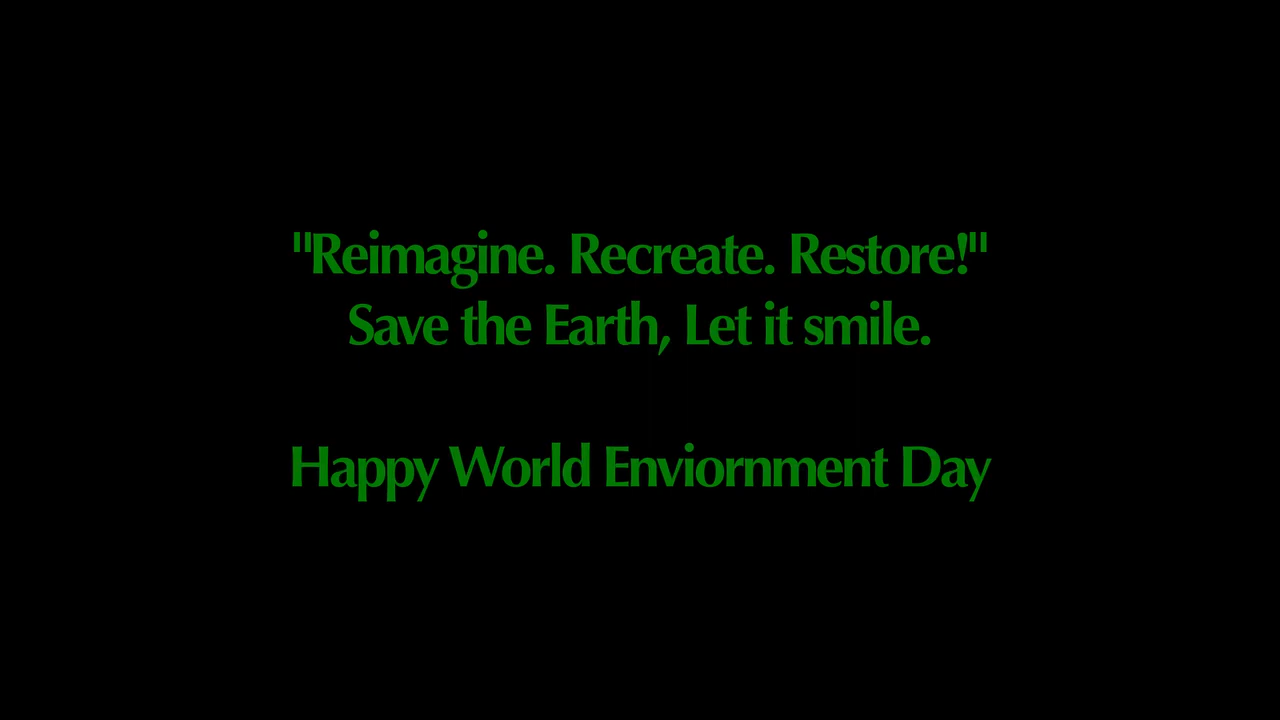 "Reimagine. Recreate. Restore!"
Save the Earth, Let it smile.
Happy World Enviornment Day